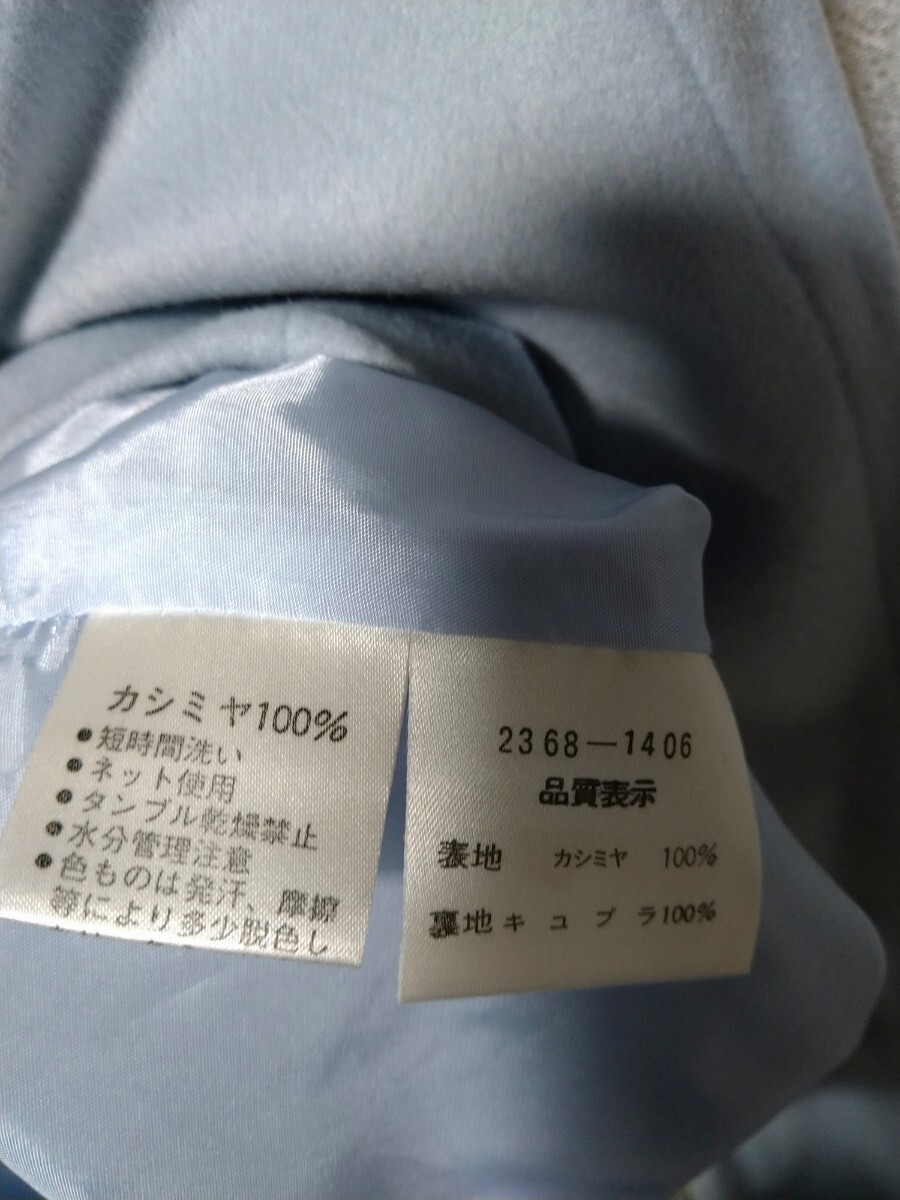 カシミヤ100%
●短時間洗い
●ネット使用
●タンブル乾燥禁止
●水分管理注意
●色ものは発汗、摩擦
等により多少脱色し
2368-1406
品質表示
表地 カシミヤ 100%
裏地キュプラ100%